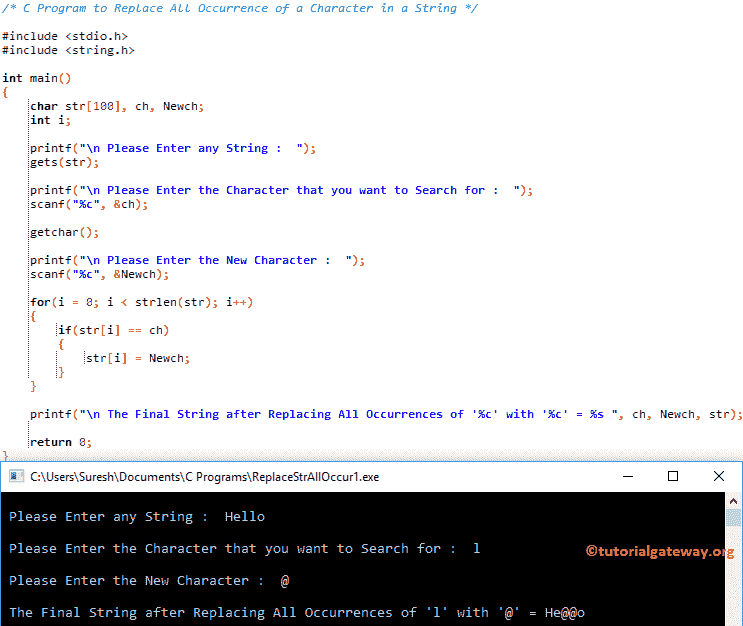 /* C Program to Replace All Occurrence of a Character in a String */
#include <stdio.h>
#include <string.h>
int main()
{
char str[100], ch, Newch;
int i;
printf("\n Please Enter any String :  ");
gets(str);
printf("\n Please Enter the Character that you want to Search for :  ");
scanf("%c", &ch);
getchar();
printf("\n Please Enter the New Character :  ");
scanf("%c", &Newch);
for(i = 0; i < strlen(str); i++)
{
if(str[i] == ch)
{
str[i] = Newch;
}
}
printf("\n The Final String after Replacing All Occurrences of '%c' with '%c' = %s ", ch, Newch, str);
return 0;
}
C:\Users\Suresh\Documents\C Programs\ReplaceStrAllOccur1.exe
Please Enter any String :  Hello
Please Enter the Character that you want to Search for :  l
©tutorialgateway.org
Please Enter the New Character :  @
The Final String after Replacing All Occurrences of 'l' with '@' = He@@o